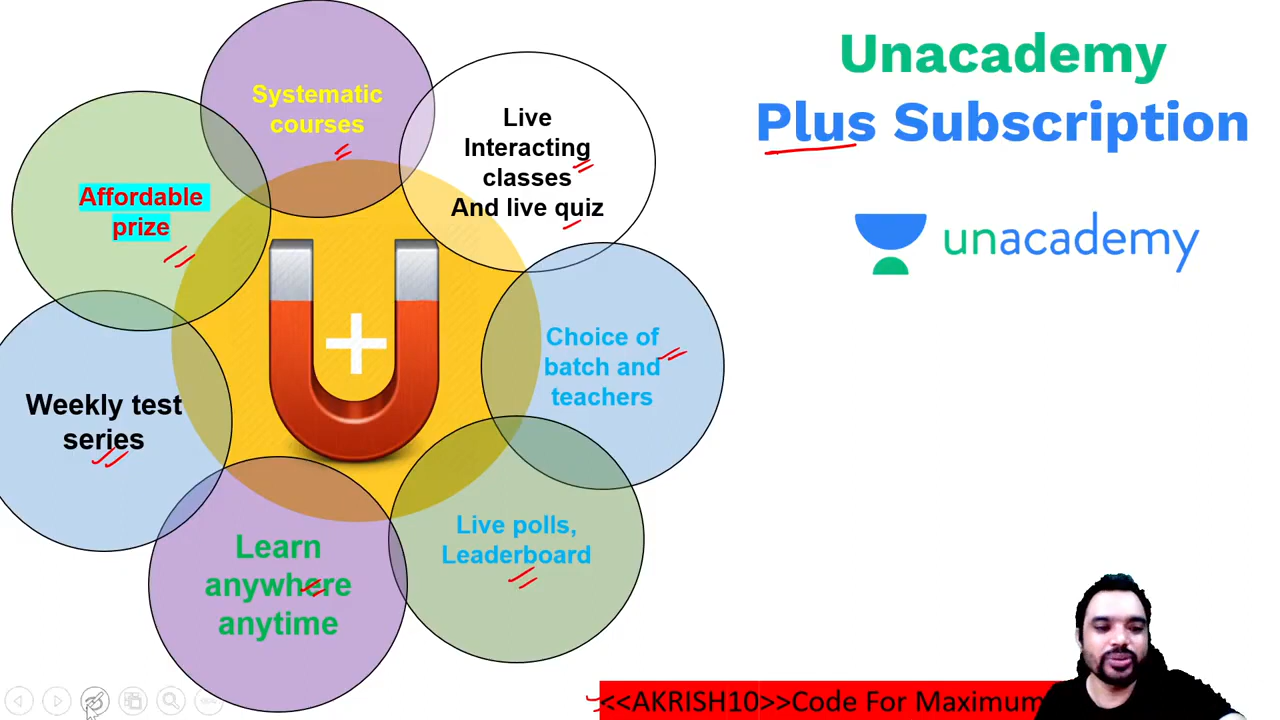 Unacademy
Plus Subscription
unacademy
Systematic
courses
Live
Interacting
classes
And live quiz
Affordable
prize
Choice of
batch and
teachers
Weekly test
series
Live polls,
Leaderboard
Learn
anywhere
anytime
<<AKRISH10>>Code For Maximum